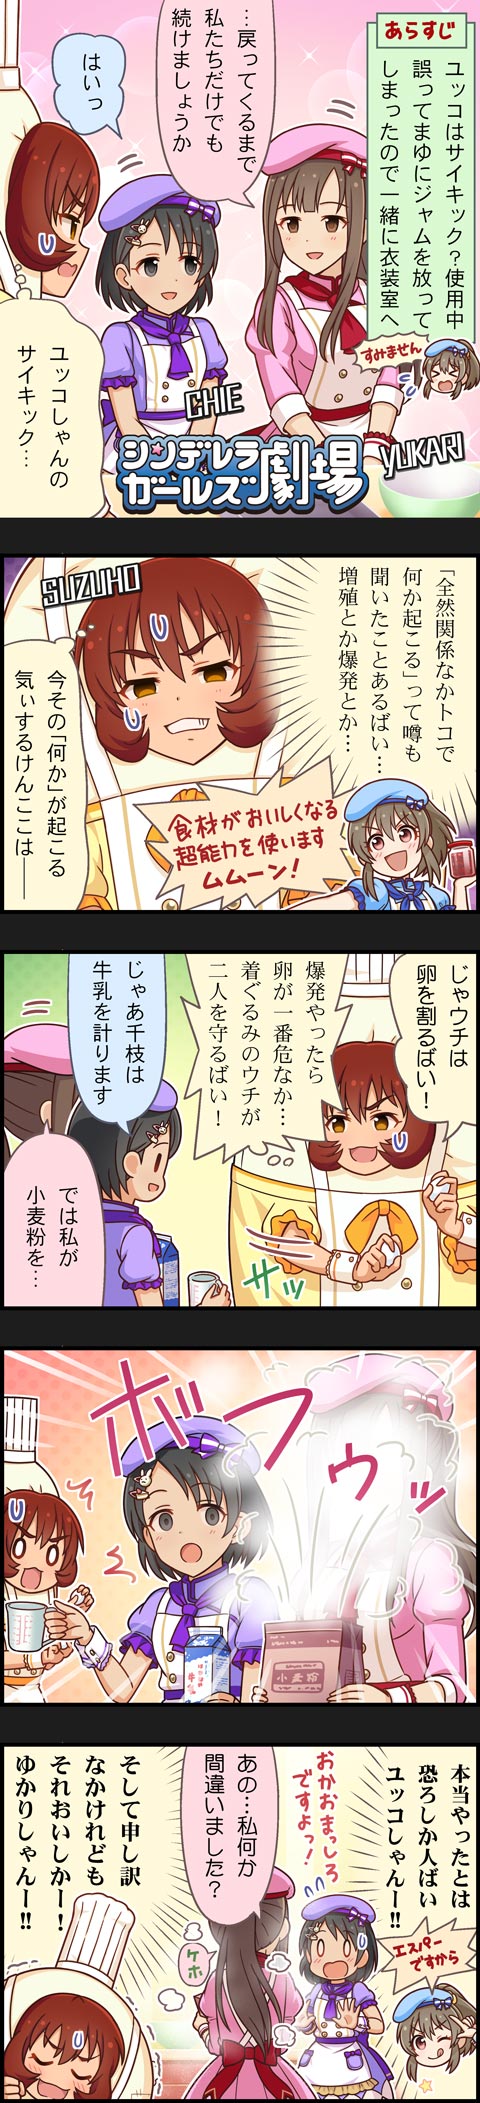 あらすじ
ユッコはサイキック？使用中
誤ってまゆにジャムを放って
しまったので一緒に衣装室へ
すみません
…戻ってくるまで
私たちだけでも
続けましょうか
はいっ
ユッコしゃんの
サイキック…
CHIE
YUKARI
シンデレラ
ガールズ劇場
SUZUHO
「全然関係なかトコで
何か起こる」って噂も
聞いたことあるばい…
増殖とか爆発とか…
食材がおいしくなる
超能力を使います
ムムーン！
今その「何か」が起こる
気ぃするけんここは――
じゃウチは
卵を割るばい！
爆発やったら
卵が一番危なか…
着ぐるみのウチが
二人を守るばい！
サッ
じゃあ千枝は
牛乳を計ります
では私が
小麦粉を…
ボフウッ
牛乳
小麦粉
本当やったとは
恐ろしか人ばい
ユッコしゃんー!!
エスパー
ですから
おかおまっしろ
ですよっ！
あの…私何か
間違いました？
ケホ
そして申し訳
なかけれども
それおいしかー！
ゆかりしゃんー!!